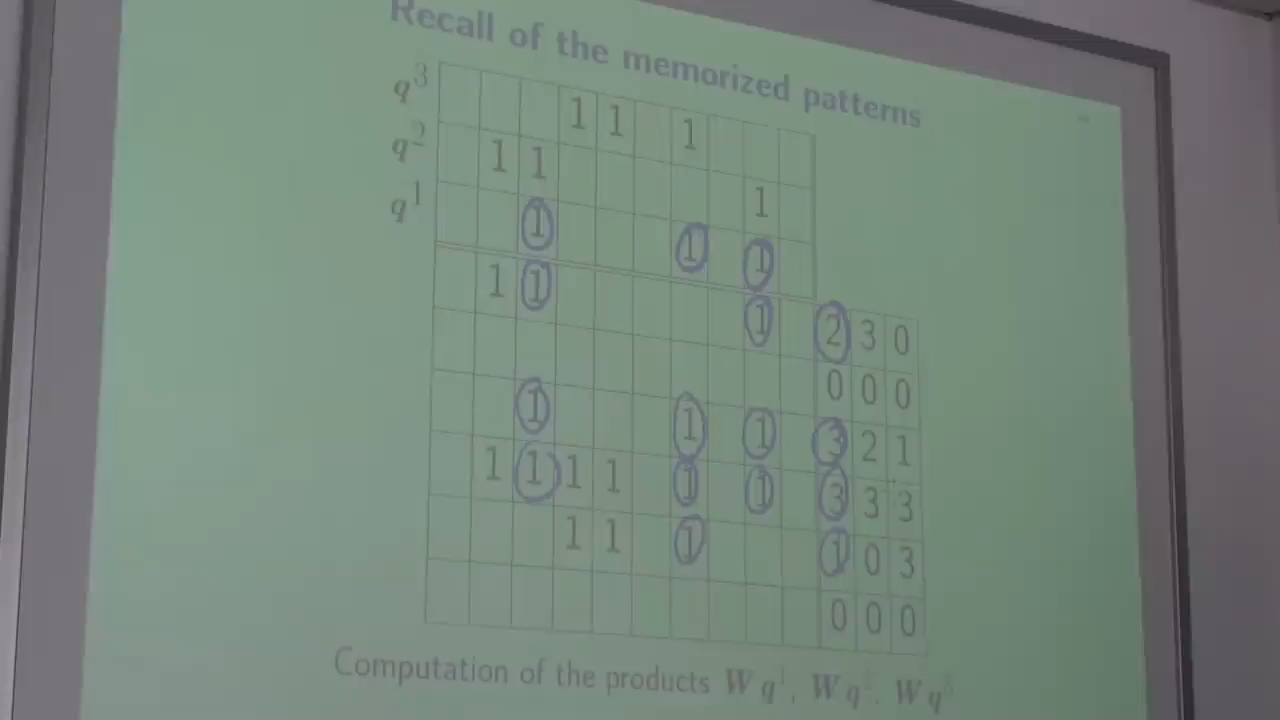 Recall of the memorized patterns
q³ 1 1 1
q² 1 1 1
q¹ 1 1 1
1 1 1 2 3 0
0 0 0
1 1 1 3 2 1
1 1 1 1 1 1 3 3 3
1 1 1 1 0 3
0 0 0
Computation of the products W q¹, W q², W q³